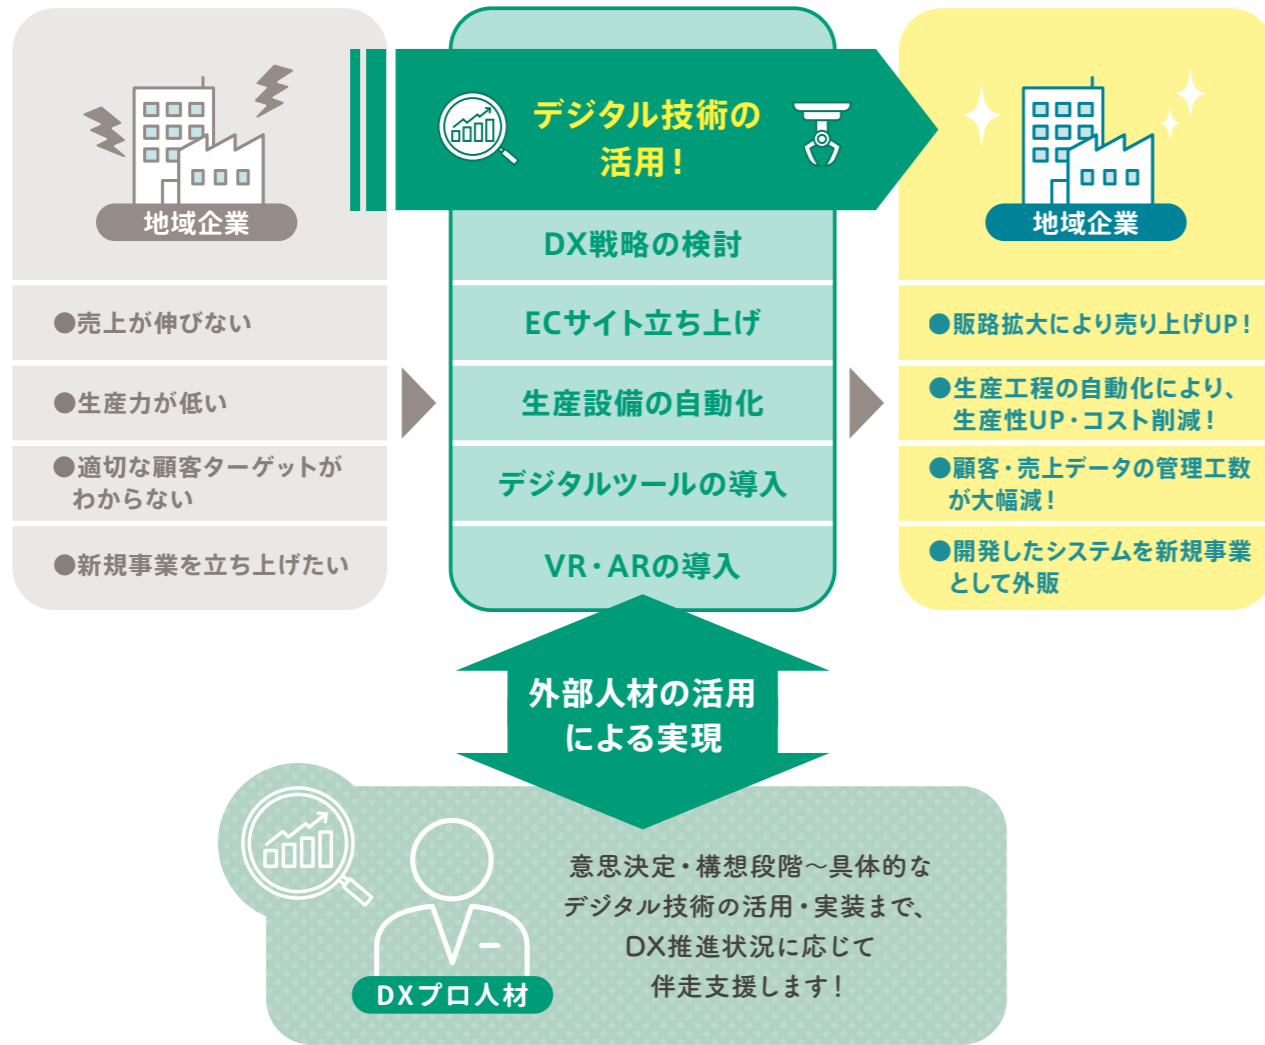 地域企業
●売上が伸びない
●生産力が低い
●適切な顧客ターゲットが
わからない
●新規事業を立ち上げたい
デジタル技術の
活用！
DX戦略の検討
ECサイト立ち上げ
生産設備の自動化
デジタルツールの導入
VR・ARの導入
地域企業
●販路拡大により売り上げUP！
●生産工程の自動化により、
生産性UP・コスト削減！
●顧客・売上データの管理工数
が大幅減！
●開発したシステムを新規事業
として外販
外部人材の活用
による実現
DXプロ人材
意思決定・構想段階～具体的な
デジタル技術の活用・実装まで、
DX推進状況に応じて
伴走支援します！